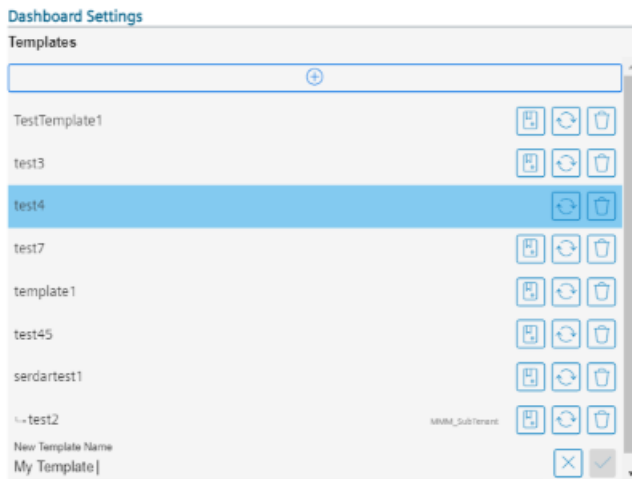 Dashboard Settings
Templates
TestTemplate1
test3
test4
test7
template1
test45
serdartest1
test2 MMM_SubTenant
New Template Name
My Template